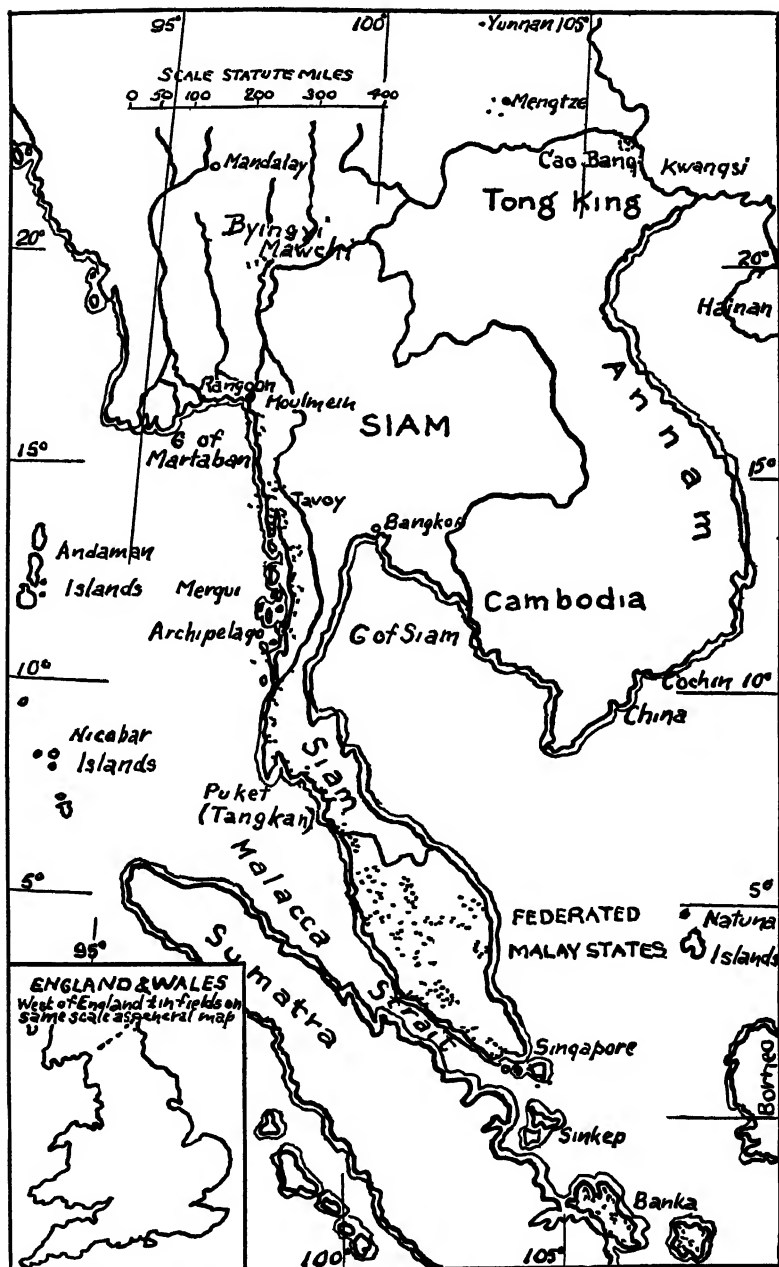 95°
100°
Yunnan 105°
SCALE STATUTE MILES
0 50 100 200 300 400
Mengtze
Mandalay
Cao Bang
Kwangsi
Tong King
Byingyi
Mawchi
20°
20°
Hainan
Rangoon
Moulmein
Annam
SIAM
G of
Martaban
15°
15°
Tavoy
Bangkok
Andaman
Islands
Mergui
Archipelago
Cambodia
G of Siam
10°
Cochin 10°
China
Nicobar
Islands
Siam
Puket
(Tangkah)
Malacca
Strait
5°
5°
FEDERATED
MALAY STATES
Natuna
Islands
95°
Sumatra
ENGLAND & WALES
West of England tin fields on
same scale as general map
Singapore
Borneo
Sinkep
Banka
100°
105°